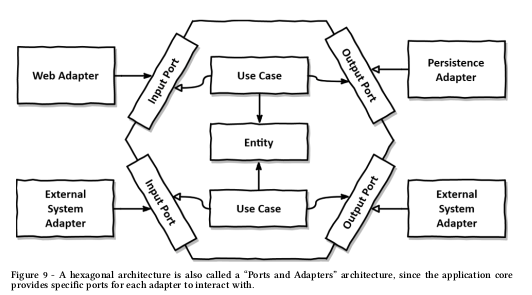 Web Adapter
Input Port
Use Case
Output Port
Persistence
Adapter
Entity
External
System
Adapter
Input Port
Use Case
Output Port
External
System
Adapter
Figure 9 - A hexagonal architecture is also called a “Ports and Adapters” architecture, since the application core
provides specific ports for each adapter to interact with.